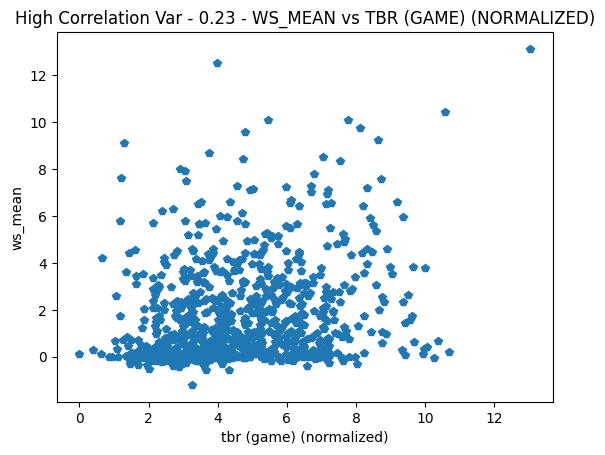 High Correlation Var - 0.23 - WS_MEAN vs TBR (GAME) (NORMALIZED)
12
10
8
6
4
2
0
ws_mean
0 2 4 6 8 10 12
tbr (game) (normalized)